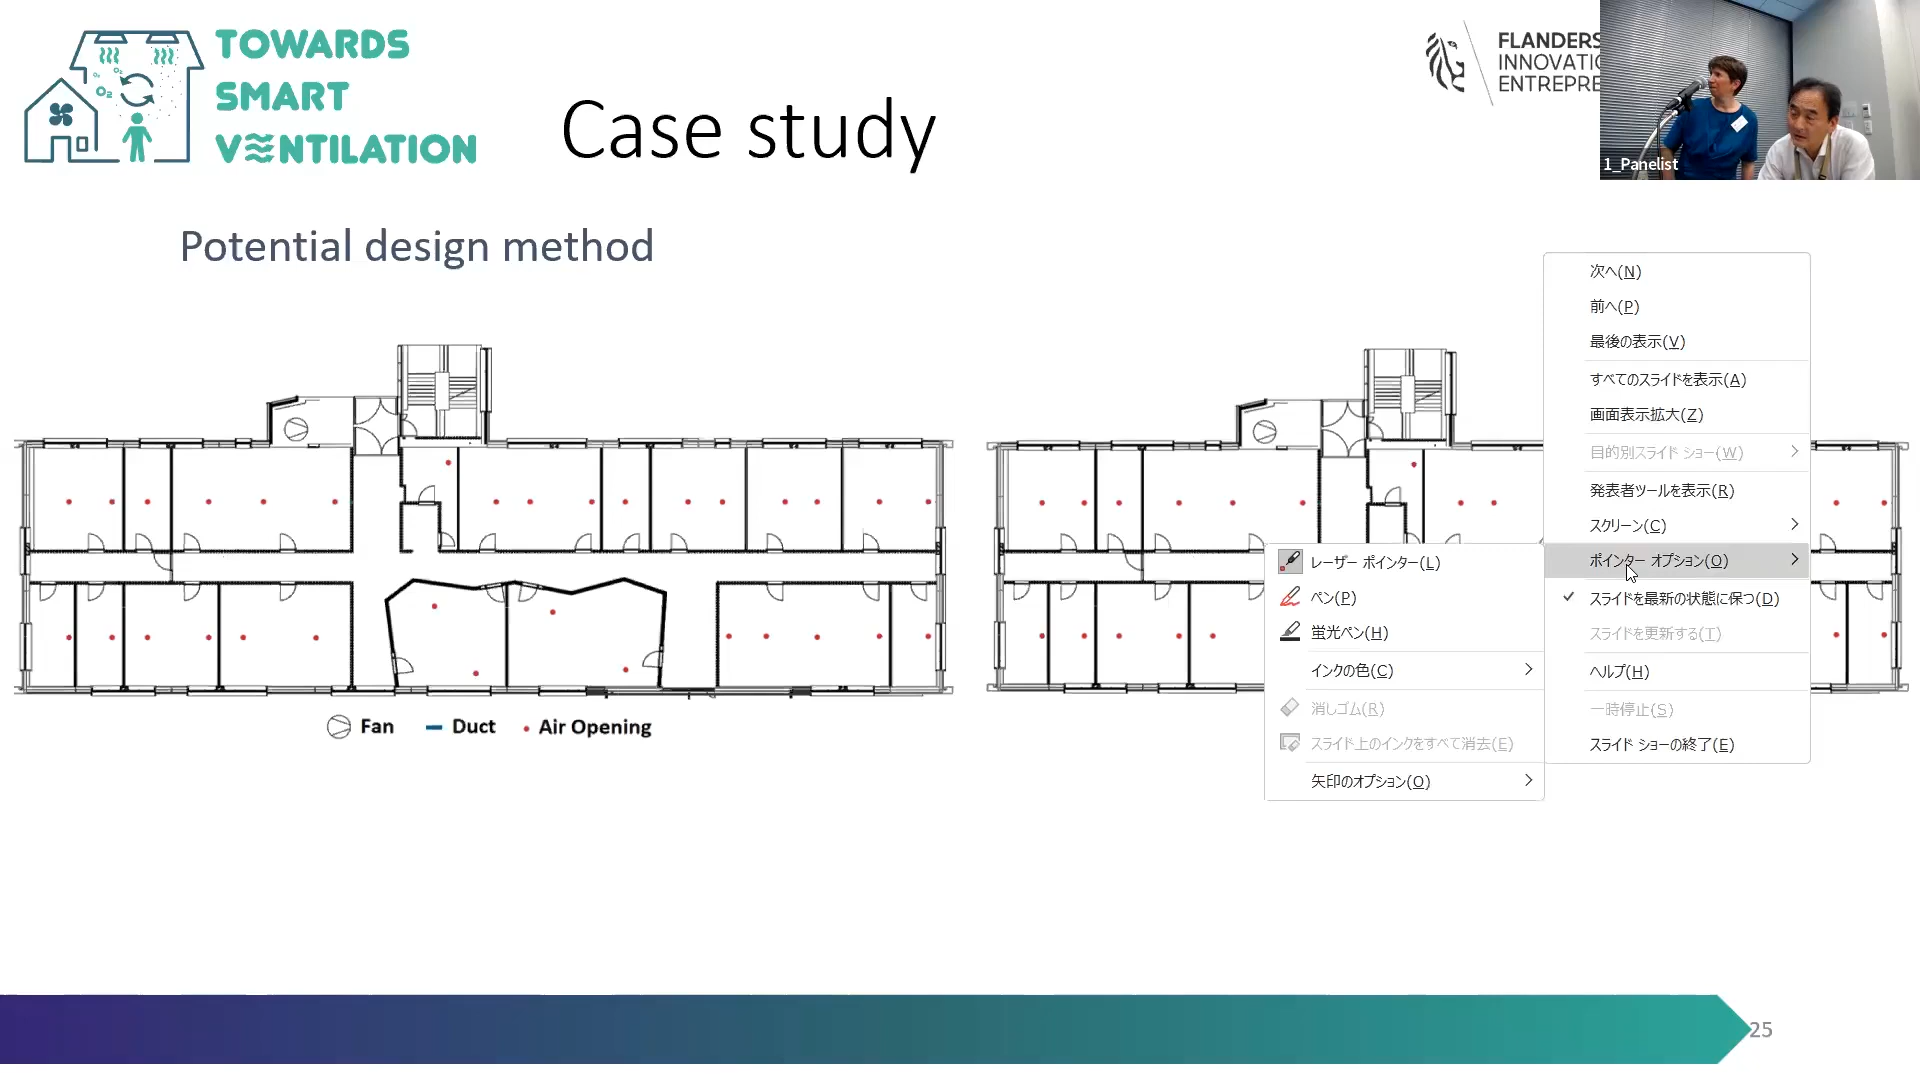 TOWARDS
SMART
VENTILATION
O₂
Case study
FLANDERS
INNOVATI
ENTREPRE
1_Panelist
Potential design method
次へ(N)
前へ(P)
最後の表示(V)
すべてのスライドを表示(A)
画面表示拡大(Z)
目的別スライド ショー(W)
発表者ツールを表示(R)
スクリーン(C)
ポインター オプション(O)
スライドを最新の状態に保つ(D)
スライドを更新する(T)
ヘルプ(H)
一時停止(S)
スライド ショーの終了(E)
レーザー ポインター(L)
ペン(P)
蛍光ペン(H)
インクの色(C)
消しゴム(R)
スライド上のインクをすべて消去(E)
矢印のオプション(O)
Fan Duct Air Opening
25